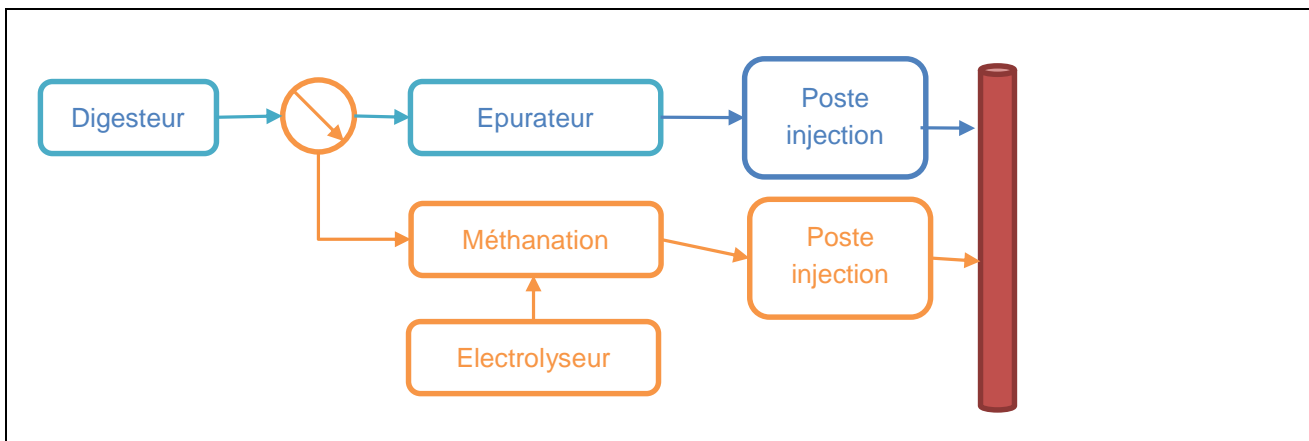 Digesteur
Epurateur
Poste
injection
Méthanation
Poste
injection
Electrolyseur